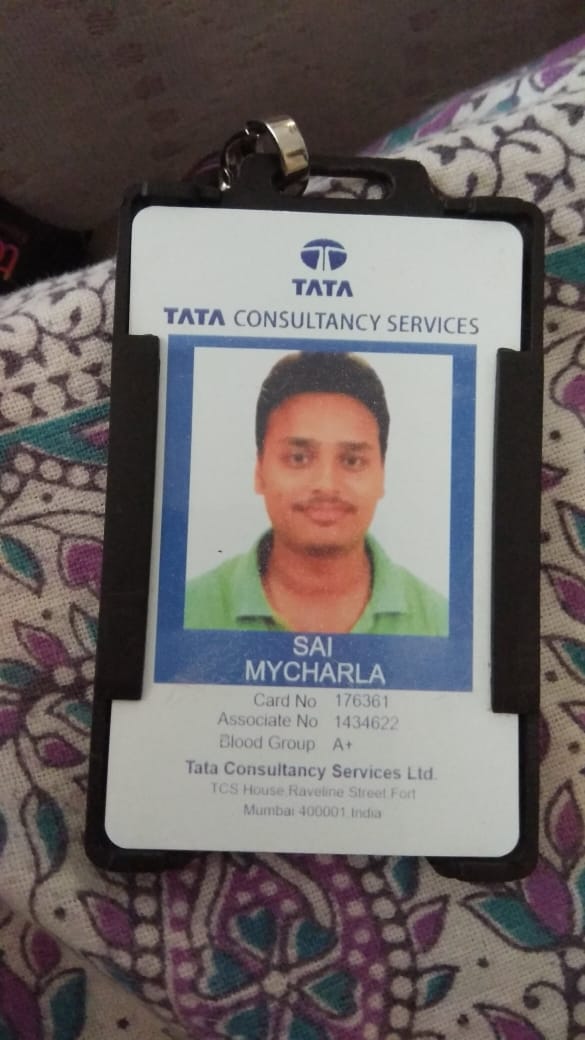 TATA
TATA CONSULTANCY SERVICES
SAI
MYCHARLA
Card No 176361
Associate No 1434622
Blood Group A+
Tata Consultancy Services Ltd.
TCS House,Raveline Street,Fort
Mumbai 400001,India